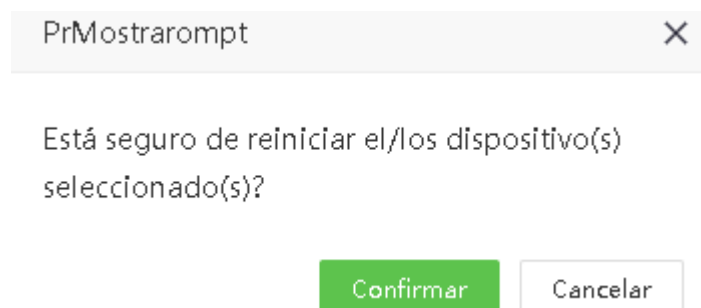 PrMostrarompt
Está seguro de reiniciar el/los dispositivo(s)
seleccionado(s)?
Confirmar Cancelar